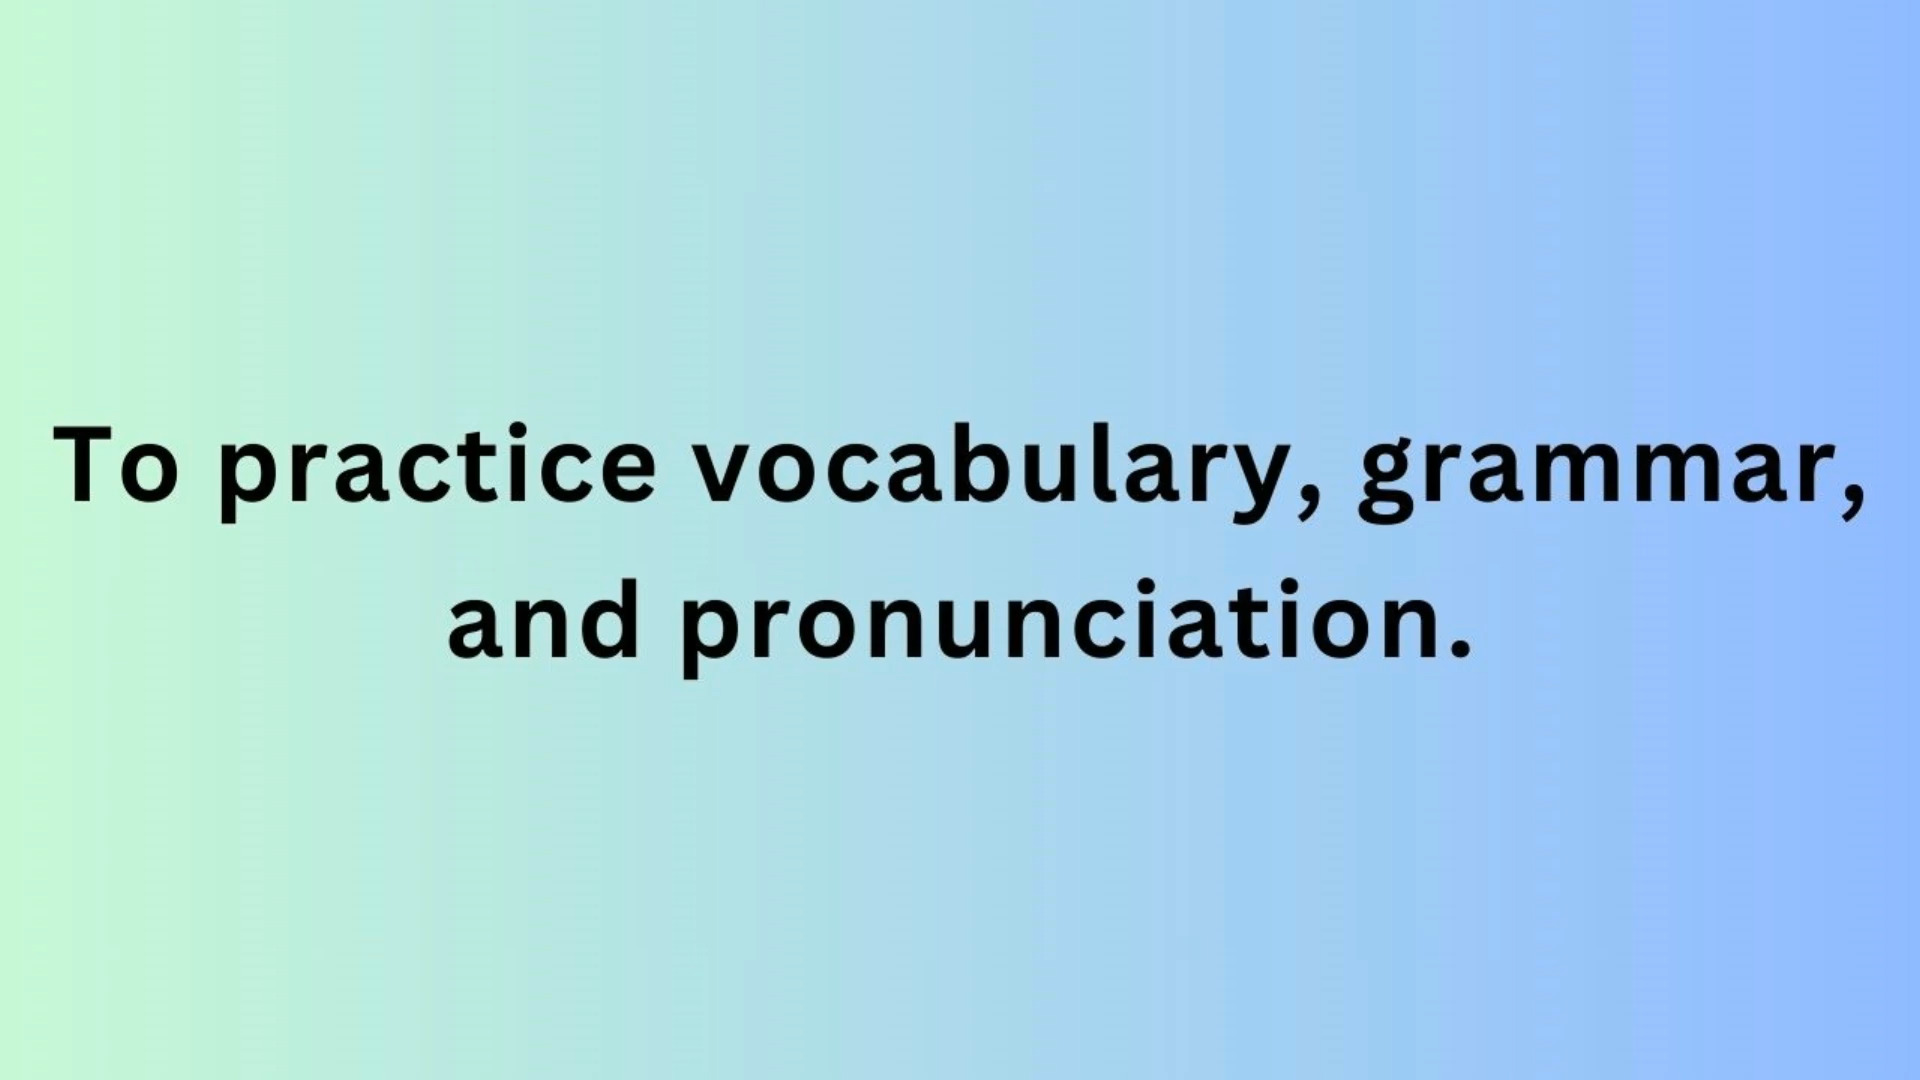 To practice vocabulary, grammar,
and pronunciation.